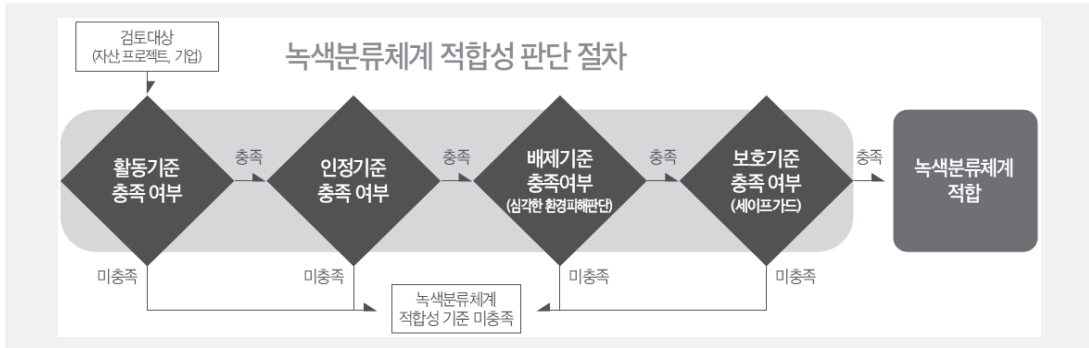 검토대상
(자산,프로젝트, 기업)
녹색분류체계 적합성 판단 절차
활동기준
충족 여부
충족
인정기준
충족 여부
충족
배제기준
충족여부
(심각한 환경피해판단)
충족
보호기준
충족 여부
(세이프가드)
충족
녹색분류체계
적합
미충족
미충족
미충족
미충족
녹색분류체계
적합성 기준 미충족